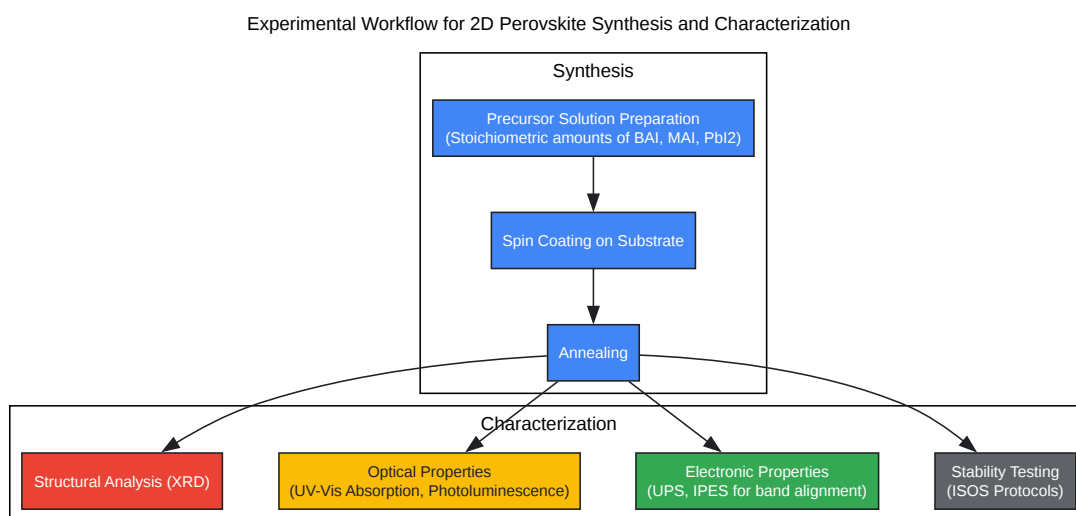 Experimental Workflow for 2D Perovskite Synthesis and Characterization
Synthesis
Precursor Solution Preparation
(Stoichiometric amounts of BAI, MAI, PbI2)
Spin Coating on Substrate
Annealing
Characterization
Structural Analysis (XRD)
Optical Properties
(UV-Vis Absorption, Photoluminescence)
Electronic Properties
(UPS, IPES for band alignment)
Stability Testing
(ISOS Protocols)